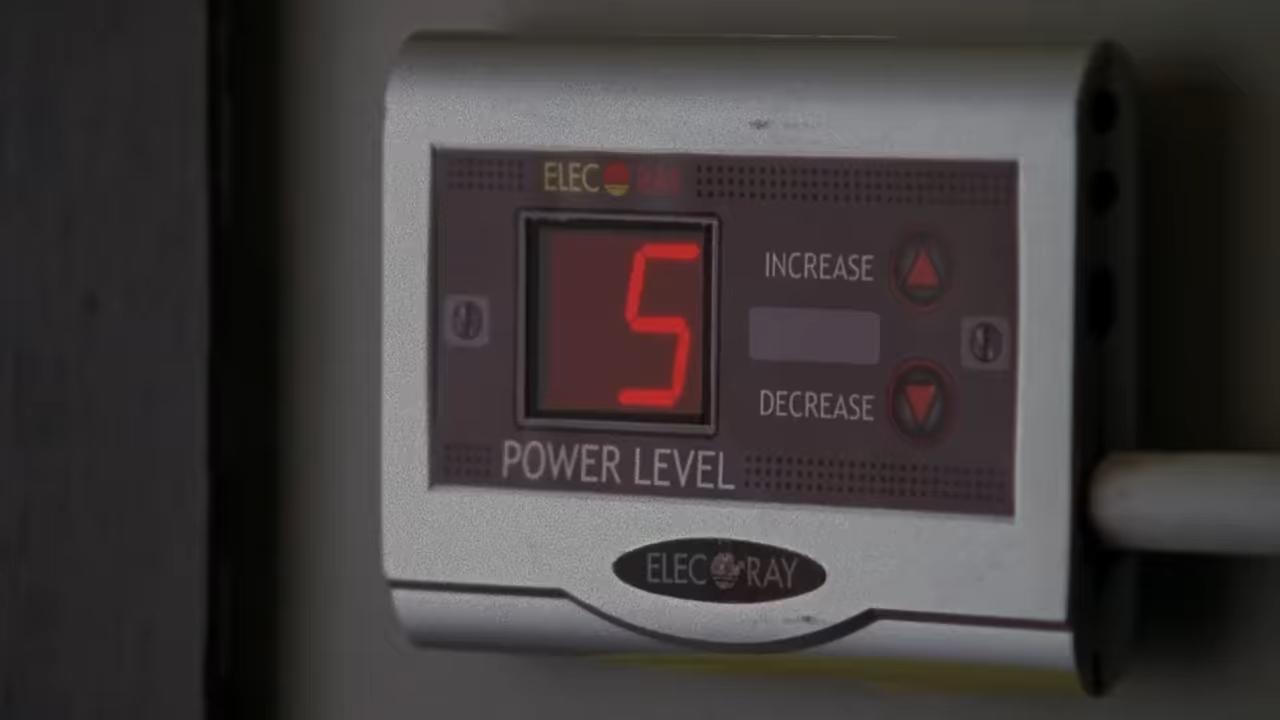 ELEC RAY
5
INCREASE
DECREASE
POWER LEVEL
ELEC RAY